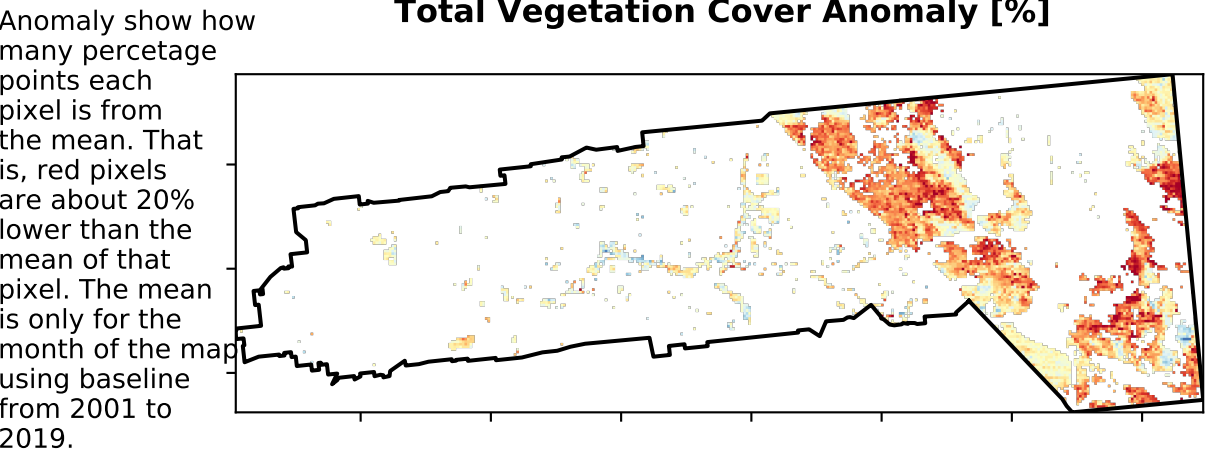 Total Vegetation Cover Anomaly [%]
Anomaly show how
many percetage
points each
pixel is from
the mean. That
is, red pixels
are about 20%
lower than the
mean of that
pixel. The mean
is only for the
month of the map
using baseline
from 2001 to
2019.